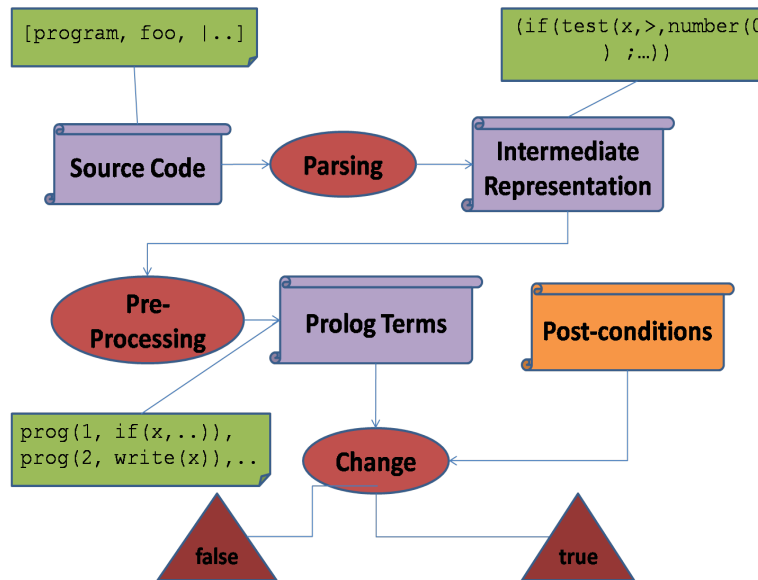 [program, foo, |..]
(if(test(x,>,number(0
) ;…))
Source Code
Parsing
Intermediate
Representation
Pre-
Processing
Prolog Terms
Post-conditions
prog(1, if(x,..)),
prog(2, write(x)),..
Change
false
true